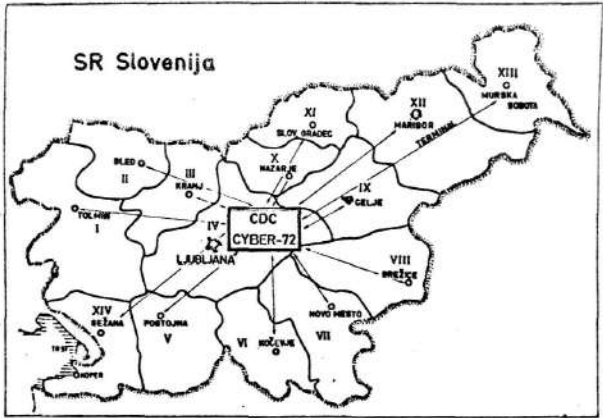 SR Slovenija
XIII
MURSKA
SOBOTA
XII
MARIBOR
TERMINAL
XI
SLOV. GRADEC
X
NAZARJE
BLED
II
III
KRANJ
IX
CELJE
TOLMIN
I
IV
CDC
CYBER-72
LJUBLJANA
VIII
BREŽICE
XIV
SEŽANA
POSTOJNA
V
VI
KOČEVJE
NOVO MESTO
VII
TRST
KOPER